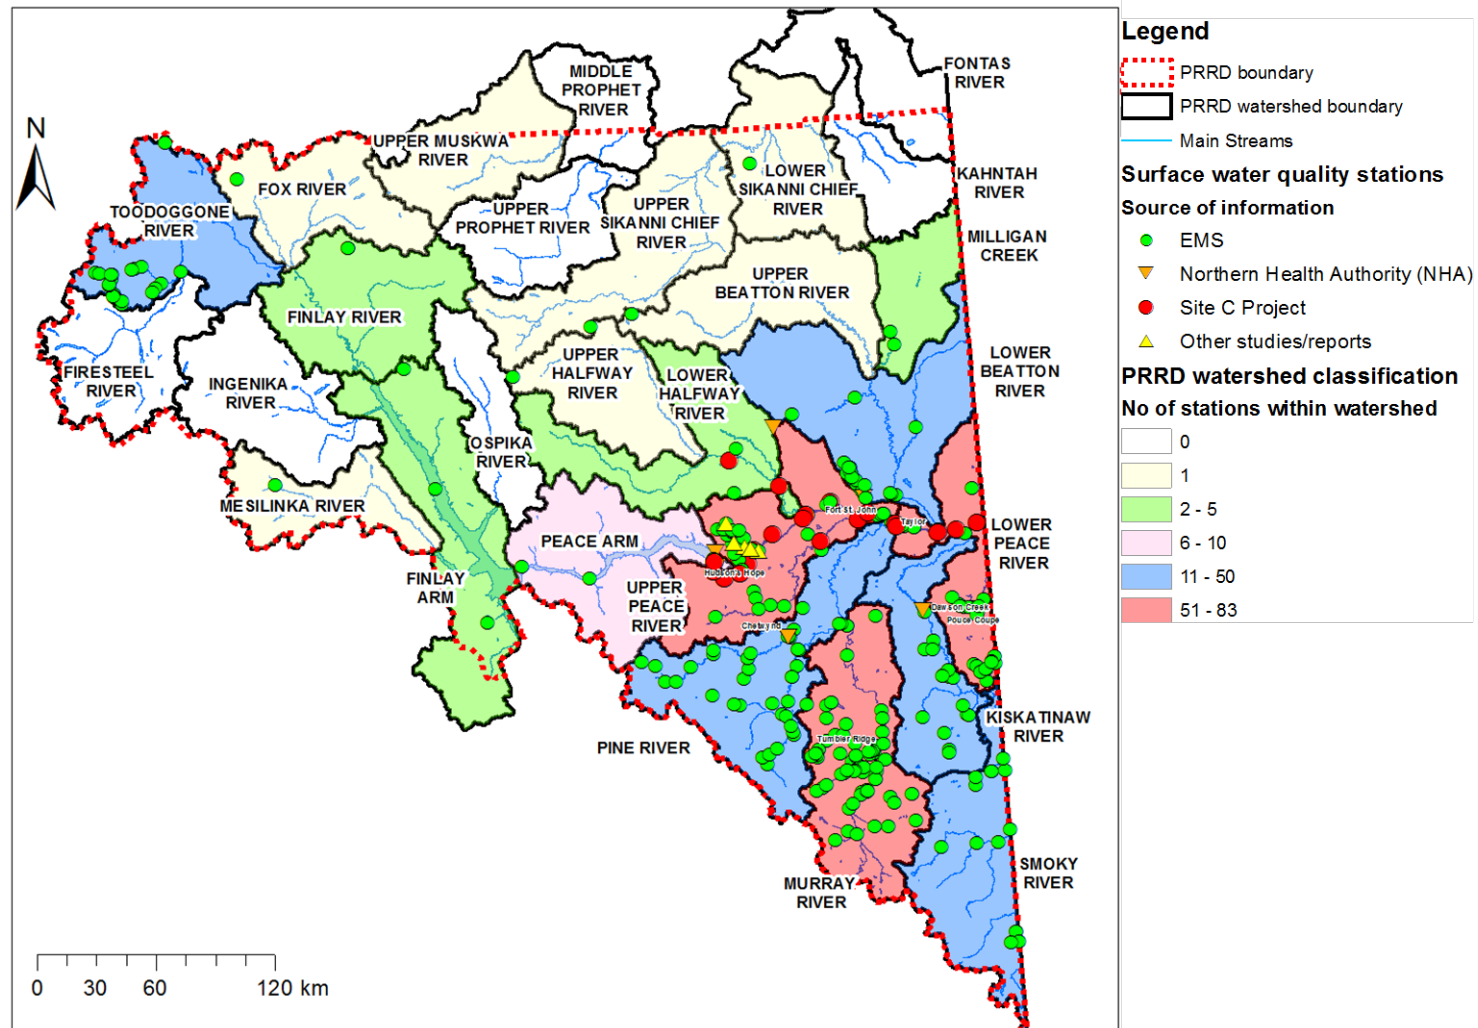 FONTAS
RIVER
MIDDLE
PROPHET
RIVER
N
UPPER MUSKWA
RIVER
FOX RIVER
LOWER
SIKANNI CHIEF
RIVER
KAHNTAH
RIVER
TOODOGGONE
RIVER
UPPER
PROPHET RIVER
UPPER
SIKANNI CHIEF
RIVER
MILLIGAN
CREEK
UPPER
BEATTON RIVER
FINLAY RIVER
FIRESTEEL
RIVER
INGENIKA
RIVER
UPPER
HALFWAY
RIVER
LOWER
HALFWAY
RIVER
LOWER
BEATTON
RIVER
OSPIKA
RIVER
MESILINKA RIVER
Fort St. John
Taylor
PEACE ARM
LOWER
PEACE
RIVER
Hudson's Hope
FINLAY
ARM
UPPER
PEACE
RIVER
Dawson Creek
Pouce Coupe
Chetwynd
PINE RIVER
KISKATINAW
RIVER
Tumbler Ridge
MURRAY
RIVER
SMOKY
RIVER
0 30 60 120 km
Legend
PRRD boundary
PRRD watershed boundary
Main Streams
Surface water quality stations
Source of information
EMS
Northern Health Authority (NHA)
Site C Project
Other studies/reports
PRRD watershed classification
No of stations within watershed
0
1
2 - 5
6 - 10
11 - 50
51 - 83